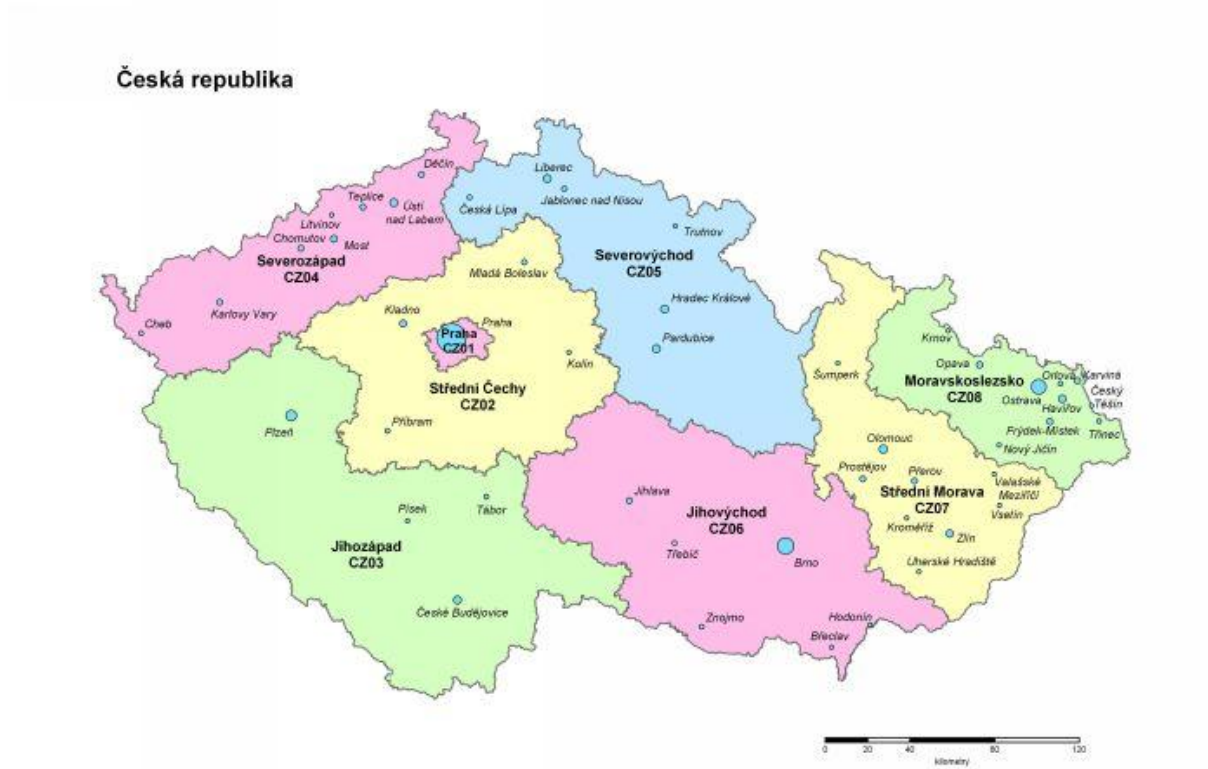 Česká republika
Děčín
Liberec
Teplice
Ústí
nad Labem
Jablonec nad Nisou
Česká Lípa
Litvínov
Trutnov
Chomutov
Most
Severozápad
CZ04
Severovýchod
CZ05
Mladá Boleslav
Hradec Králové
Karlovy Vary
Kladno
Praha
Cheb
Praha
CZ01
Krnov
Pardubice
Kolín
Opava
Šumperk
Orlová
Karviná
Moravskoslezsko
CZ08
Český
Těšín
Střední Čechy
CZ02
Ostrava
Havířov
Příbram
Plzeň
Frýdek-Místek
Třinec
Olomouc
Nový Jičín
Prostějov
Přerov
Valašské
Meziříčí
Střední Morava
CZ07
Jihlava
Písek
Tábor
Jihovýchod
CZ06
Vsetín
Kroměříž
Zlín
Jihozápad
CZ03
Třebíč
Brno
Uherské Hradiště
České Budějovice
Znojmo
Hodonín
Břeclav
0 20 40 80 120
kilometry